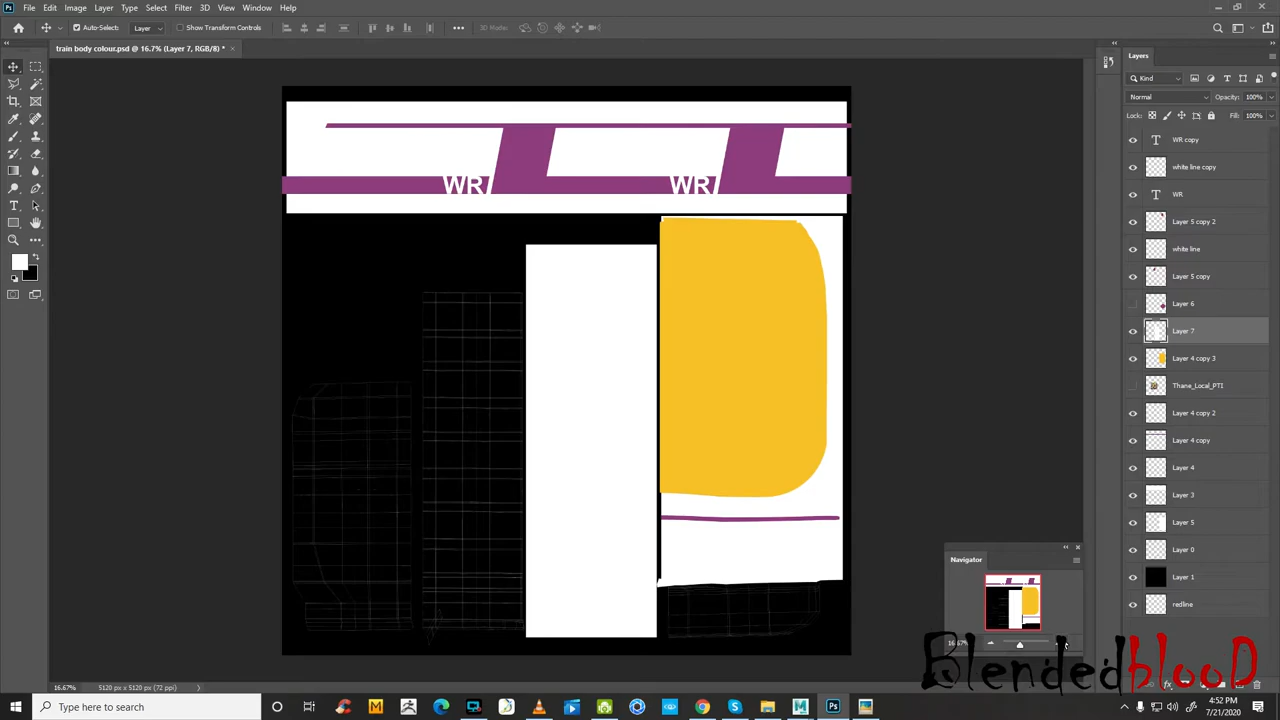 File Edit Image Layer Type Select Filter 3D View Window Help
Auto-Select: Layer Show Transform Controls 3D Mode:
train body colour.psd @ 16.7% (Layer 7, RGB/8) * ×
Layers
Kind
Normal Opacity: 100%
Lock: Fill: 100%
WR copy
white line copy
WR
Layer 5 copy 2
white line
Layer 5 copy
Layer 6
Layer 7
Layer 4 copy 3
Thane_Local_PTI
Layer 4 copy 2
Layer 4 copy
Layer 4
Layer 3
Layer 5
Layer 0
Layer 1
redline
WR WR
Navigator
BlendedblooD
16.67% 5120 px x 5120 px (72 ppi)
Type here to search
4:52 PM
7/21/2020